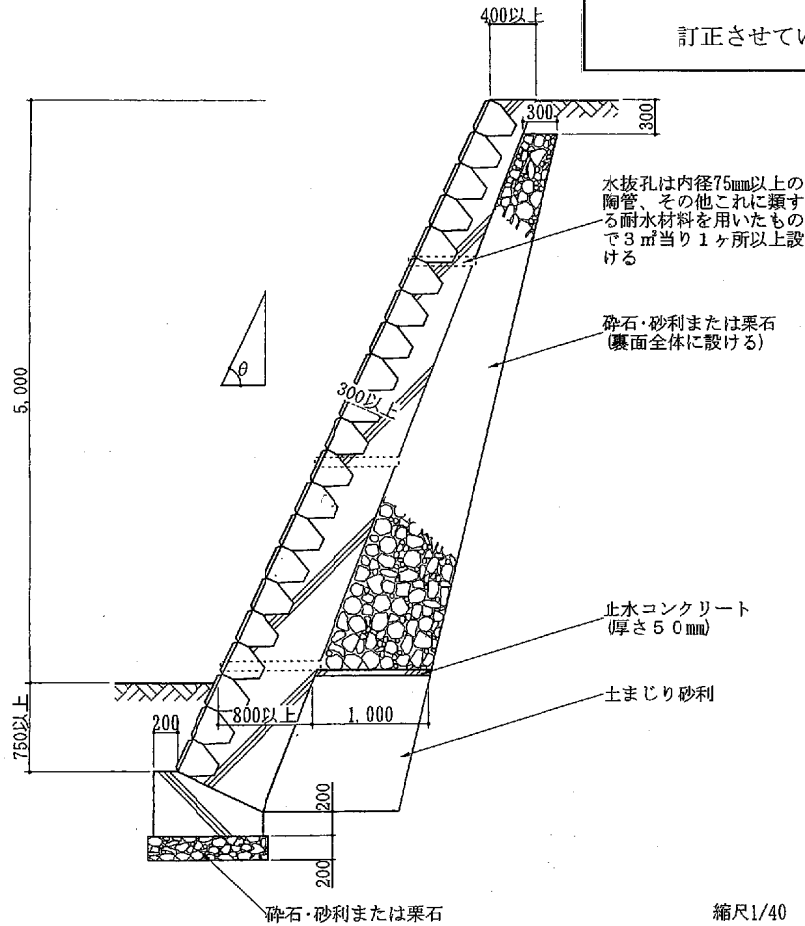 400以上
訂正させてい
300
300
水抜孔は内径75㎜以上の
陶管、その他これに類す
る耐水材料を用いたもの
で3㎡当り1ヶ所以上設
ける
砕石・砂利または栗石
(裏面全体に設ける)
5,000
θ
300以上
止水コンクリート
(厚さ50㎜)
土まじり砂利
750以上
800以上
1,000
200
200
200
砕石・砂利または栗石
縮尺1/40